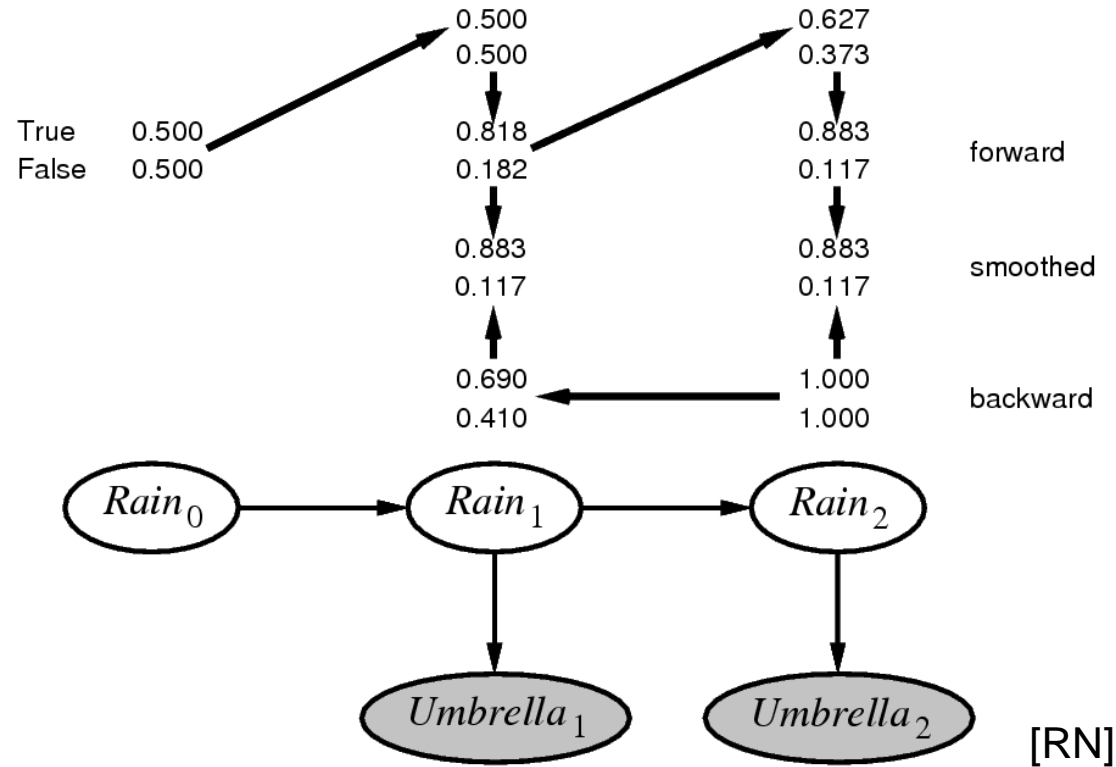 0.500 0.627
0.500 0.373
True 0.500 0.818 0.883
False 0.500 0.182 0.117 forward
0.883 0.883
0.117 0.117 smoothed
0.690 1.000
0.410 1.000 backward
Rain0 Rain1 Rain2
Umbrella1 Umbrella2
[RN]